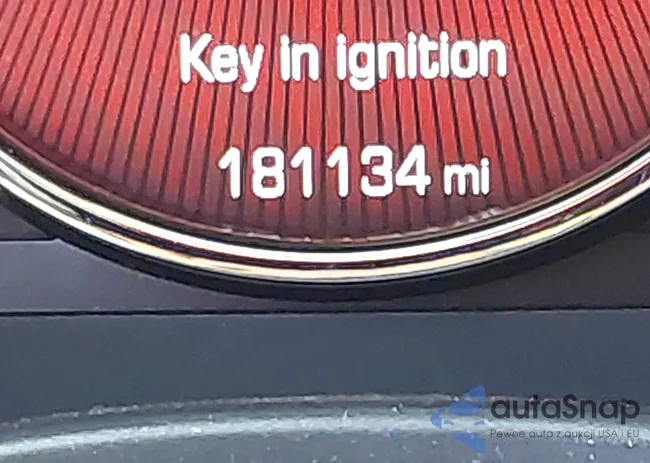 Key in ignition
181134 mi
autaSnap
Pewne auta z aukcji USA i EU